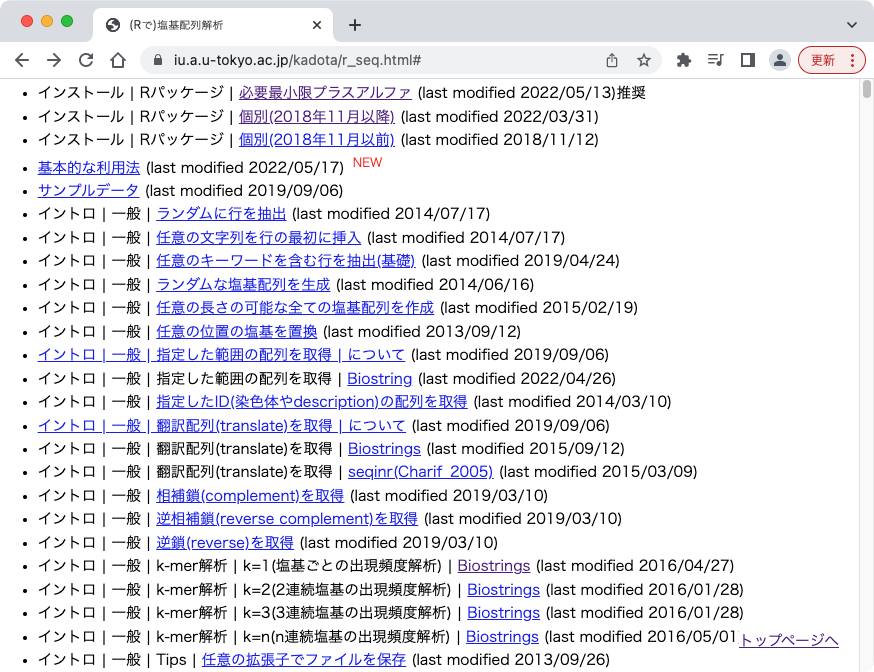 (Rで)塩基配列解析
iu.a.u-tokyo.ac.jp/kadota/r_seq.html#
更新
インストール | Rパッケージ | 必要最小限プラスアルファ (last modified 2022/05/13)推奨
インストール | Rパッケージ | 個別(2018年11月以降) (last modified 2022/03/31)
インストール | Rパッケージ | 個別(2018年11月以前) (last modified 2018/11/12)
基本的な利用法 (last modified 2022/05/17) NEW
サンプルデータ (last modified 2019/09/06)
イントロ | 一般 | ランダムに行を抽出 (last modified 2014/07/17)
イントロ | 一般 | 任意の文字列を行の最初に挿入 (last modified 2014/07/17)
イントロ | 一般 | 任意のキーワードを含む行を抽出(基礎) (last modified 2019/04/24)
イントロ | 一般 | ランダムな塩基配列を生成 (last modified 2014/06/16)
イントロ | 一般 | 任意の長さの可能な全ての塩基配列を作成 (last modified 2015/02/19)
イントロ | 一般 | 任意の位置の塩基を置換 (last modified 2013/09/12)
イントロ | 一般 | 指定した範囲の配列を取得 | について (last modified 2019/09/06)
イントロ | 一般 | 指定した範囲の配列を取得 | Biostring (last modified 2022/04/26)
イントロ | 一般 | 指定したID(染色体やdescription)の配列を取得 (last modified 2014/03/10)
イントロ | 一般 | 翻訳配列(translate)を取得 | について (last modified 2019/09/06)
イントロ | 一般 | 翻訳配列(translate)を取得 | Biostrings (last modified 2015/09/12)
イントロ | 一般 | 翻訳配列(translate)を取得 | seqinr(Charif_2005) (last modified 2015/03/09)
イントロ | 一般 | 相補鎖(complement)を取得 (last modified 2019/03/10)
イントロ | 一般 | 逆相補鎖(reverse complement)を取得 (last modified 2019/03/10)
イントロ | 一般 | 逆鎖(reverse)を取得 (last modified 2019/03/10)
イントロ | 一般 | k-mer解析 | k=1(塩基ごとの出現頻度解析) | Biostrings (last modified 2016/04/27)
イントロ | 一般 | k-mer解析 | k=2(2連続塩基の出現頻度解析) | Biostrings (last modified 2016/01/28)
イントロ | 一般 | k-mer解析 | k=3(3連続塩基の出現頻度解析) | Biostrings (last modified 2016/01/28)
イントロ | 一般 | k-mer解析 | k=n(n連続塩基の出現頻度解析) | Biostrings (last modified 2016/05/01
トップページへ
イントロ | 一般 | Tips | 任意の拡張子でファイルを保存 (last modified 2013/09/26)